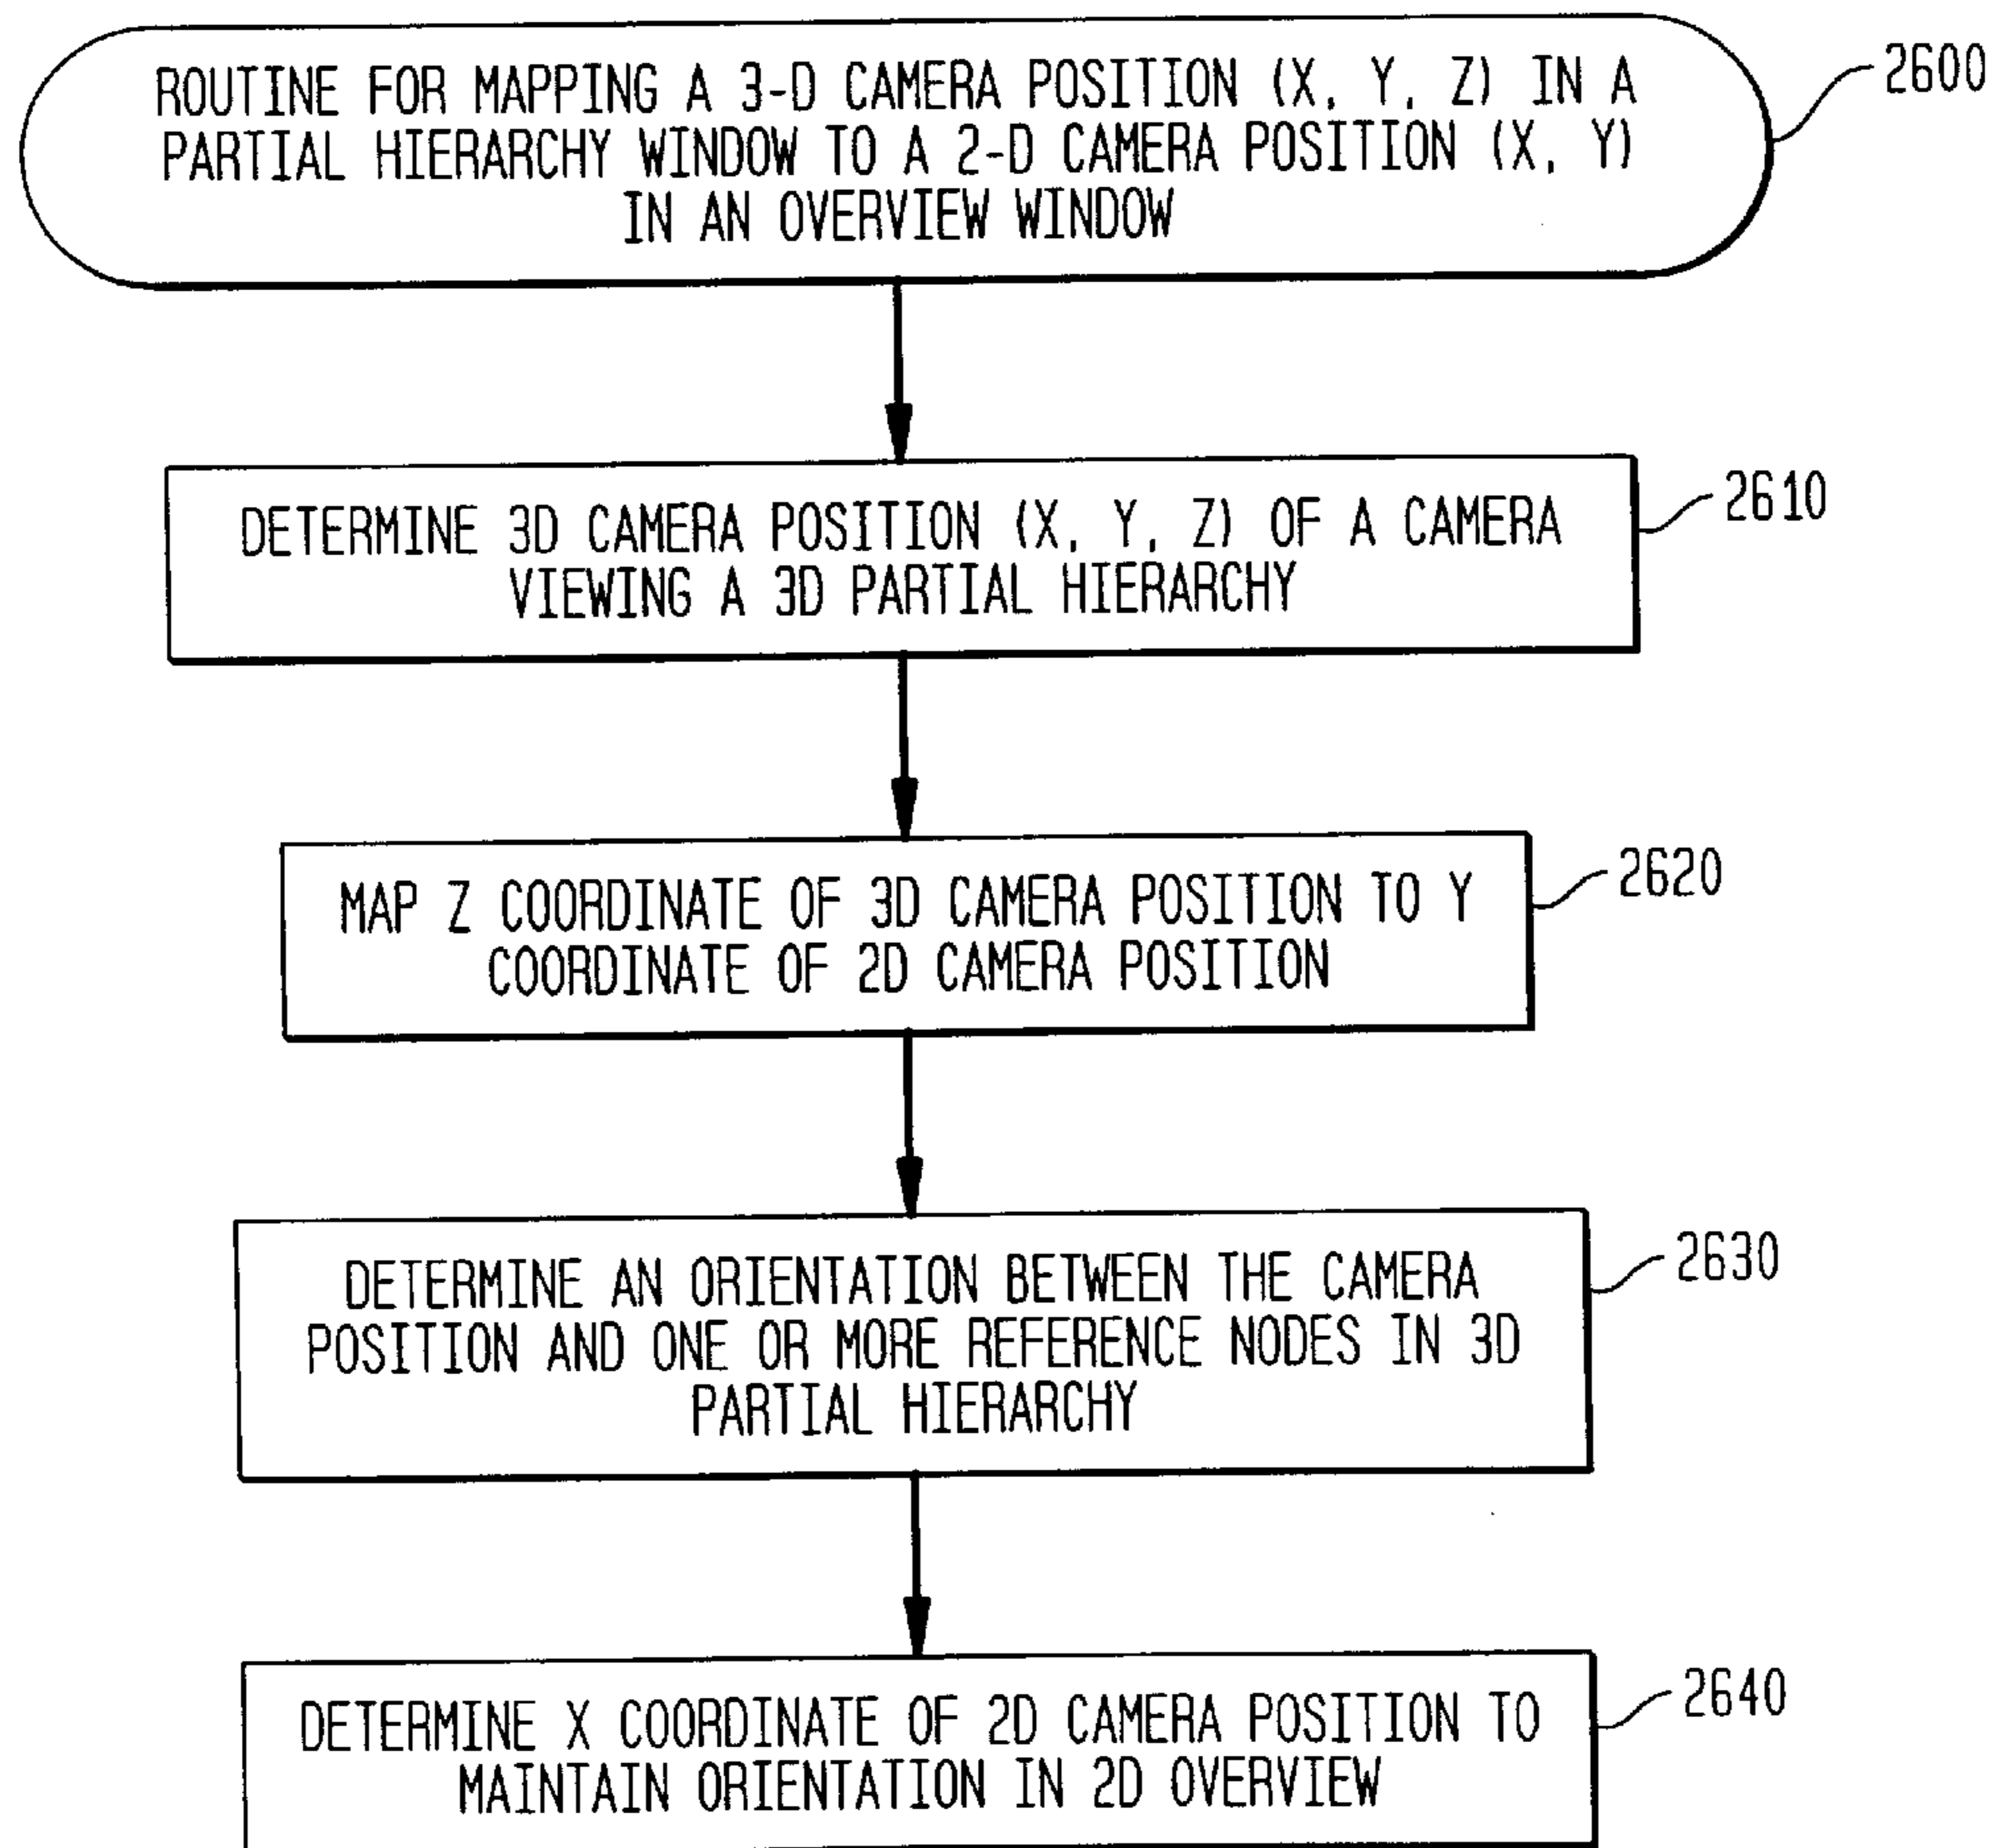 ROUTINE FOR MAPPING A 3-D CAMERA POSITION (X, Y, Z) IN A
PARTIAL HIERARCHY WINDOW TO A 2-D CAMERA POSITION (X, Y)
IN AN OVERVIEW WINDOW
2600
DETERMINE 3D CAMERA POSITION (X, Y, Z) OF A CAMERA
VIEWING A 3D PARTIAL HIERARCHY
2610
MAP Z COORDINATE OF 3D CAMERA POSITION TO Y
COORDINATE OF 2D CAMERA POSITION
2620
DETERMINE AN ORIENTATION BETWEEN THE CAMERA
POSITION AND ONE OR MORE REFERENCE NODES IN 3D
PARTIAL HIERARCHY
2630
DETERMINE X COORDINATE OF 2D CAMERA POSITION TO
MAINTAIN ORIENTATION IN 2D OVERVIEW
2640